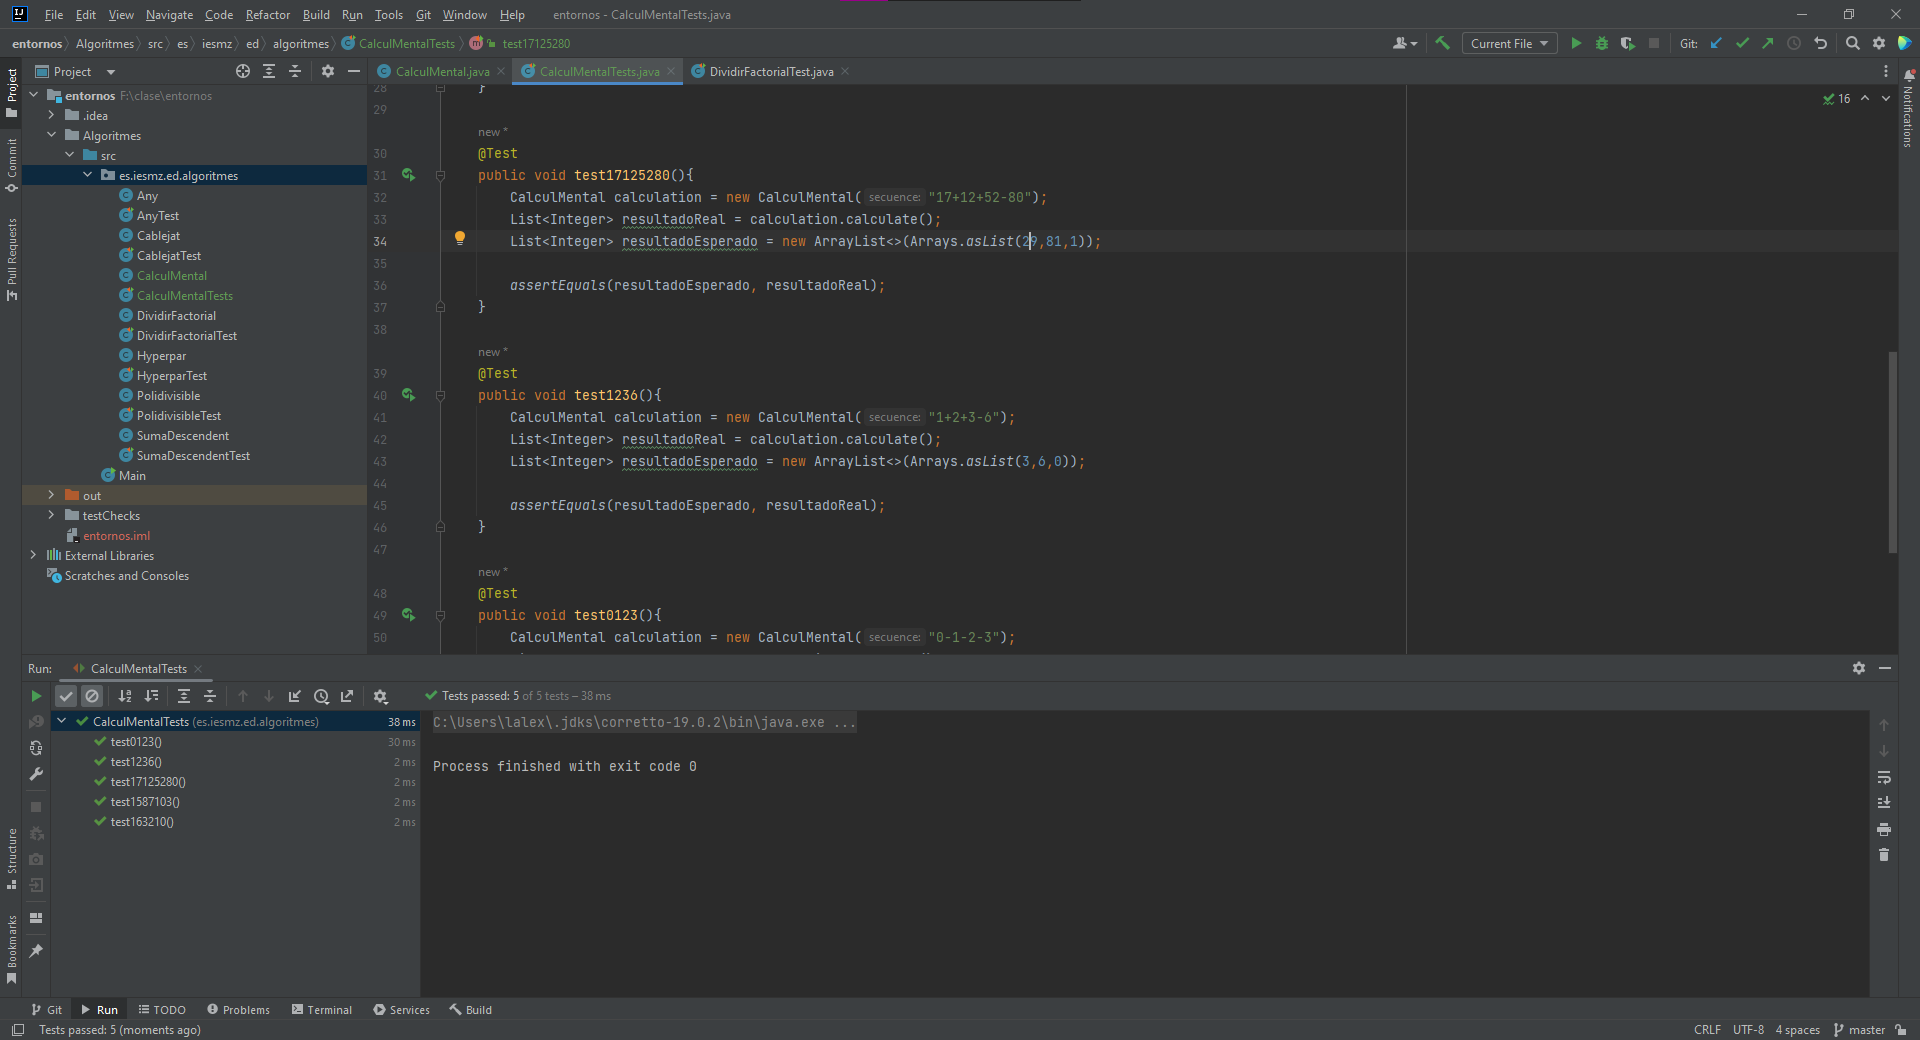 File Edit View Navigate Code Refactor Build Run Tools Git Window Help entornos - CalculMentalTests.java
entornos Algoritmes src es iesmz ed algoritmes CalculMentalTests test17125280
Current File Git:
Project
CalculMental.java CalculMentalTests.java DividirFactorialTest.java
Project
Commit
Pull Requests
Structure
Bookmarks
Notifications
entornos F:\clase\entornos
.idea
Algoritmes
src
es.iesmz.ed.algoritmes
Any
AnyTest
Cablejat
CablejatTest
CalculMental
CalculMentalTests
DividirFactorial
DividirFactorialTest
Hyperpar
HyperparTest
Polidivisible
PolidivisibleTest
SumaDescendent
SumaDescendentTest
Main
out
testChecks
entornos.iml
External Libraries
Scratches and Consoles
16
28 }
29
new *
30 @Test
31 public void test17125280(){
32 CalculMental calculation = new CalculMental( secuence: "17+12+52-80");
33 List<Integer> resultadoReal = calculation.calculate();
34 List<Integer> resultadoEsperado = new ArrayList<>(Arrays.asList(29,81,1));
35
36 assertEquals(resultadoEsperado, resultadoReal);
37 }
38
new *
39 @Test
40 public void test1236(){
41 CalculMental calculation = new CalculMental( secuence: "1+2+3-6");
42 List<Integer> resultadoReal = calculation.calculate();
43 List<Integer> resultadoEsperado = new ArrayList<>(Arrays.asList(3,6,0));
44
45 assertEquals(resultadoEsperado, resultadoReal);
46 }
47
new *
48 @Test
49 public void test0123(){
50 CalculMental calculation = new CalculMental( secuence: "0-1-2-3");
Run: CalculMentalTests
Tests passed: 5 of 5 tests – 38 ms
CalculMentalTests (es.iesmz.ed.algoritmes) 38 ms
test0123() 30 ms
test1236() 2 ms
test17125280() 2 ms
test1587103() 2 ms
test163210() 2 ms
C:\Users\lalex\.jdks\corretto-19.0.2\bin\java.exe ...
Process finished with exit code 0
Git Run TODO Problems Terminal Services Build
Tests passed: 5 (moments ago) CRLF UTF-8 4 spaces master